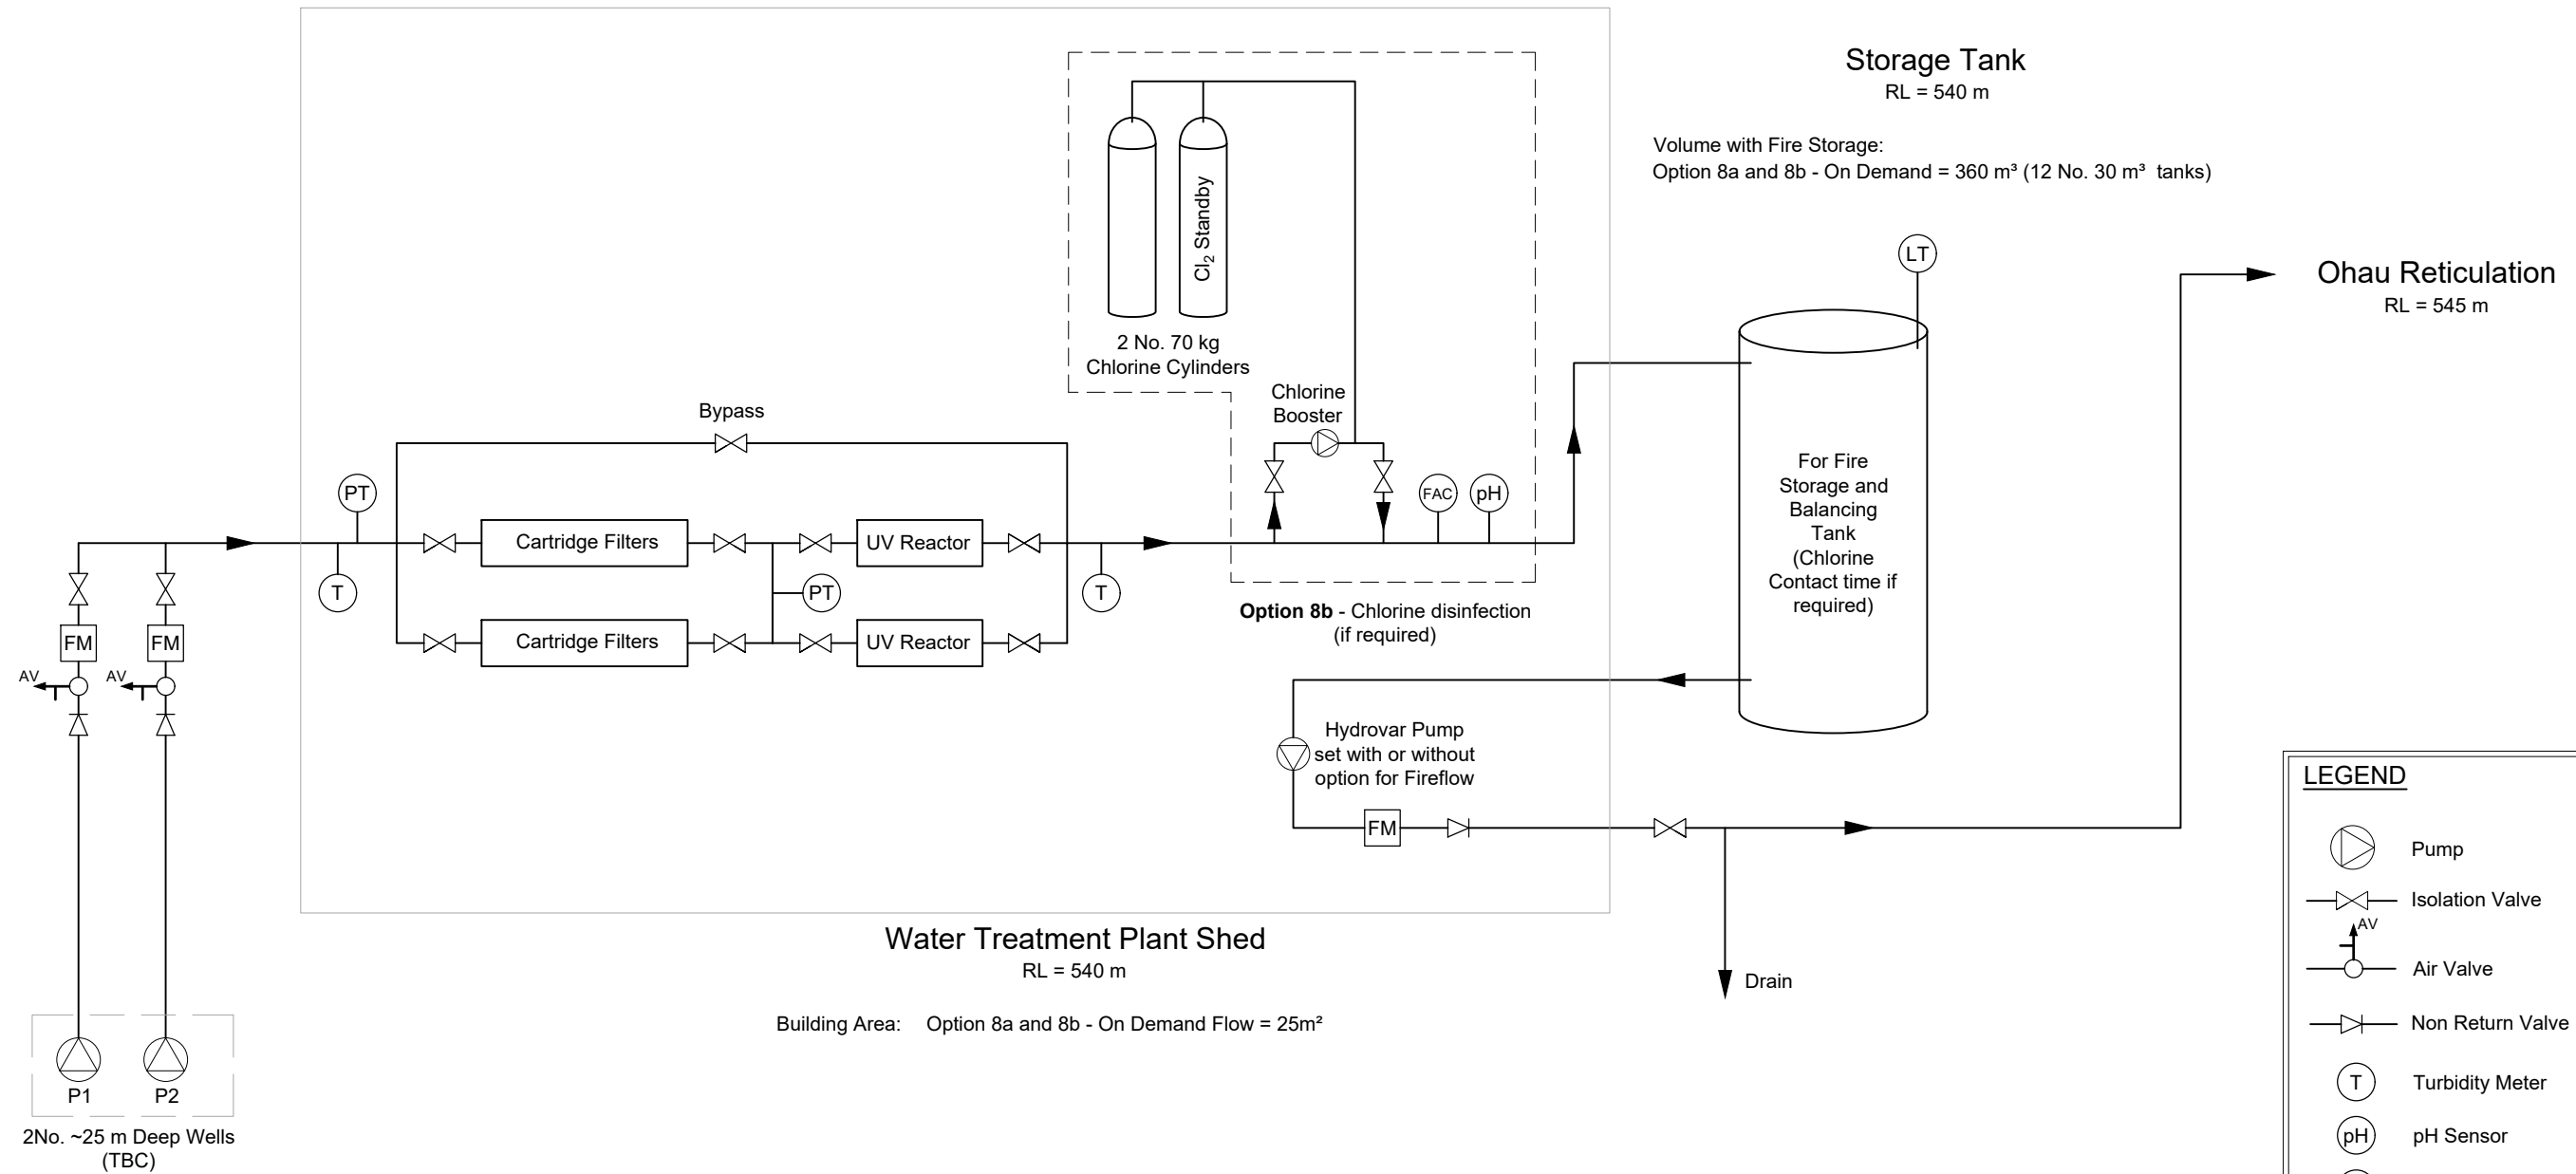 Storage Tank
RL = 540 m
Volume with Fire Storage:
Option 8a and 8b - On Demand = 360 m³ (12 No. 30 m³ tanks)
Cl₂ Standby
2 No. 70 kg
Chlorine Cylinders
LT
Ohau Reticulation
RL = 545 m
Chlorine
Booster
Bypass
PT
FAC
pH
For Fire
Storage and
Balancing
Tank
(Chlorine
Contact time if
required)
Cartridge Filters
UV Reactor
T
PT
T
Cartridge Filters
UV Reactor
Option 8b - Chlorine disinfection
(if required)
FM
FM
AV
AV
Hydrovar Pump
set with or without
option for Fireflow
FM
Drain
Water Treatment Plant Shed
RL = 540 m
Building Area: Option 8a and 8b - On Demand Flow = 25m²
P1
P2
2No. ~25 m Deep Wells
(TBC)
LEGEND
Pump
Isolation Valve
AV
Air Valve
Non Return Valve
T
Turbidity Meter
pH
pH Sensor